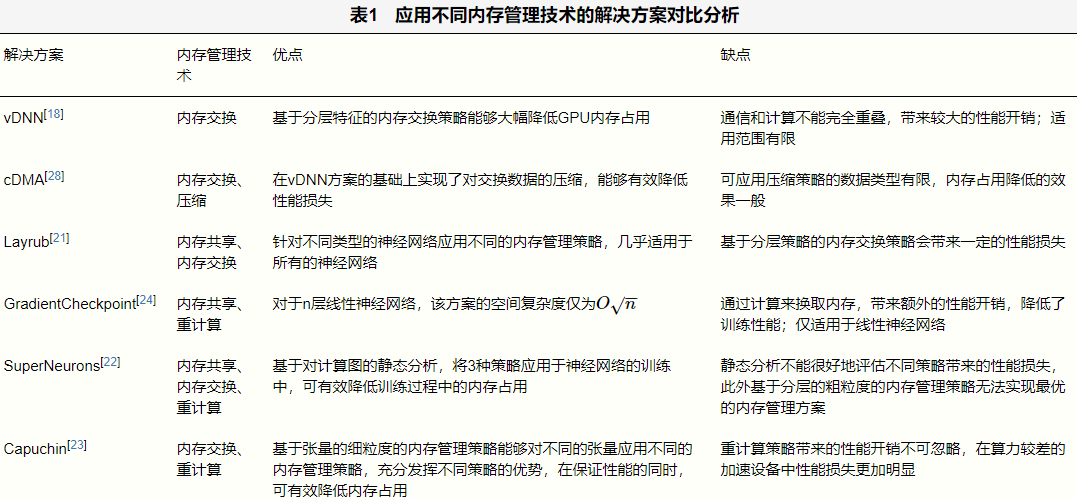 表1 应用不同内存管理技术的解决方案对比分析
解决方案
内存管理技
术
优点
缺点
vDNN[18]
内存交换
基于分层特征的内存交换策略能够大幅降低GPU内存占用
通信和计算不能完全重叠，带来较大的性能开销；适
用范围有限
cDMA[28]
内存交换、
压缩
在vDNN方案的基础上实现了对交换数据的压缩，能够有效降低
性能损失
可应用压缩策略的数据类型有限，内存占用降低的效
果一般
Layrub[21]
内存共享、
内存交换
针对不同类型的神经网络应用不同的内存管理策略，几乎适用于
所有的神经网络
基于分层策略的内存交换策略会带来一定的性能损失
GradientCheckpoint[24]
内存共享、
重计算
对于n层线性神经网络，该方案的空间复杂度仅为O√n
通过计算来换取内存，带来额外的性能开销，降低了
训练性能；仅适用于线性神经网络
SuperNeurons[22]
内存共享、
内存交换、
重计算
基于对计算图的静态分析，将3种策略应用于神经网络的训练
中，可有效降低训练过程中的内存占用
静态分析不能很好地评估不同策略带来的性能损失，
此外基于分层的粗粒度的内存管理策略无法实现最优
的内存管理方案
Capuchin[23]
内存交换、
重计算
基于张量的细粒度的内存管理策略能够对不同的张量应用不同的
内存管理策略，充分发挥不同策略的优势，在保证性能的同时，
可有效降低内存占用
重计算策略带来的性能开销不可忽略，在算力较差的
加速设备中性能损失更加明显